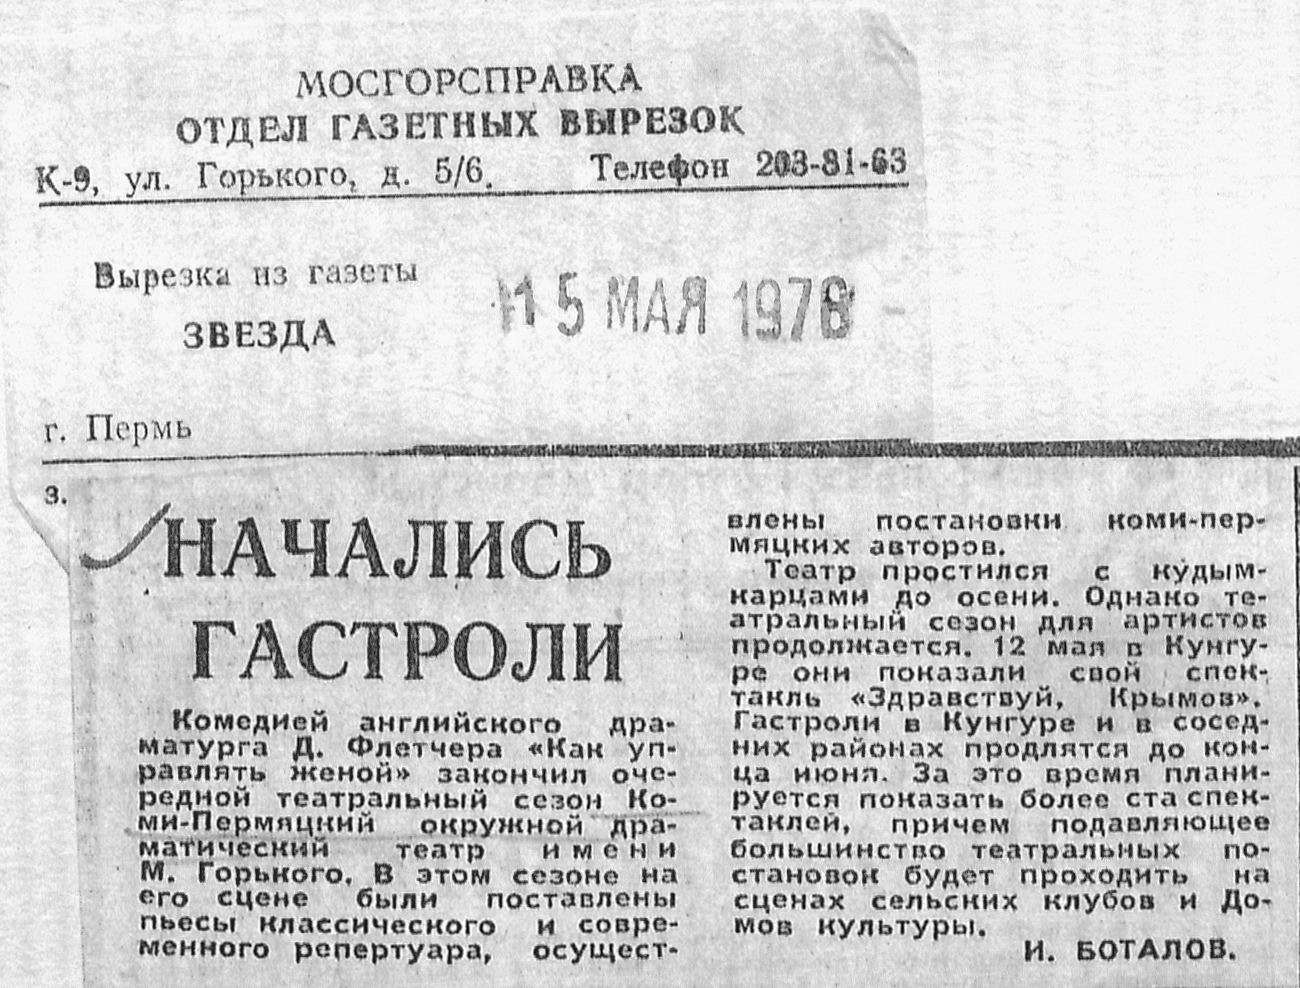 МОСГОРСПРАВКА
ОТДЕЛ ГАЗЕТНЫХ ВЫРЕЗОК
К-9, ул. Горького, д. 5/6. Телефон 203-81-63
Вырезка из газеты
ЗВЕЗДА
15 МАЯ 1976
г. Пермь
3.
НАЧАЛИСЬ
ГАСТРОЛИ
Комедией английского дра-
матурга Д. Флетчера «Как уп-
равлять женой» закончил оче-
редной театральный сезон Ко-
ми-Пермяцкий окружной дра-
матический театр имени
М. Горького. В этом сезоне на
его сцене были поставлены
пьесы классического и совре-
менного репертуара, осущест-
влены постановки коми-пер-
мяцких авторов.
Театр простился с кудым-
карцами до осени. Однако те-
атральный сезон для артистов
продолжается. 12 мая в Кунгу-
ре они показали свой спек-
такль «Здравствуй, Крымов».
Гастроли в Кунгуре и в сосед-
них районах продлятся до кон-
ца июня. За это время плани-
руется показать более ста спек-
таклей, причем подавляющее
большинство театральных по-
становок будет проходить на
сценах сельских клубов и До-
мов культуры.
И. БОТАЛОВ.